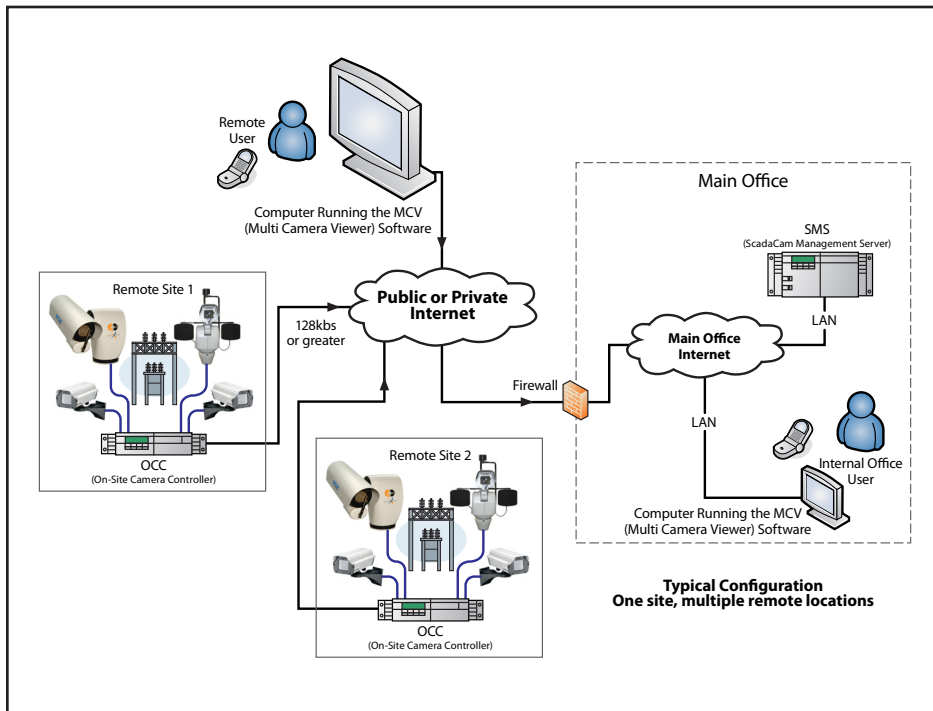 Remote
User
Computer Running the MCV
(Multi Camera Viewer) Software
Main Office
SMS
(ScadaCam Management Server)
LAN
Remote Site 1
128kbs
or greater
Public or Private
Internet
Main Office
Internet
Firewall
LAN
OCC
(On-Site Camera Controller)
Remote Site 2
Internal Office
User
Computer Running the MCV
(Multi Camera Viewer) Software
OCC
(On-Site Camera Controller)
Typical Configuration
One site, multiple remote locations